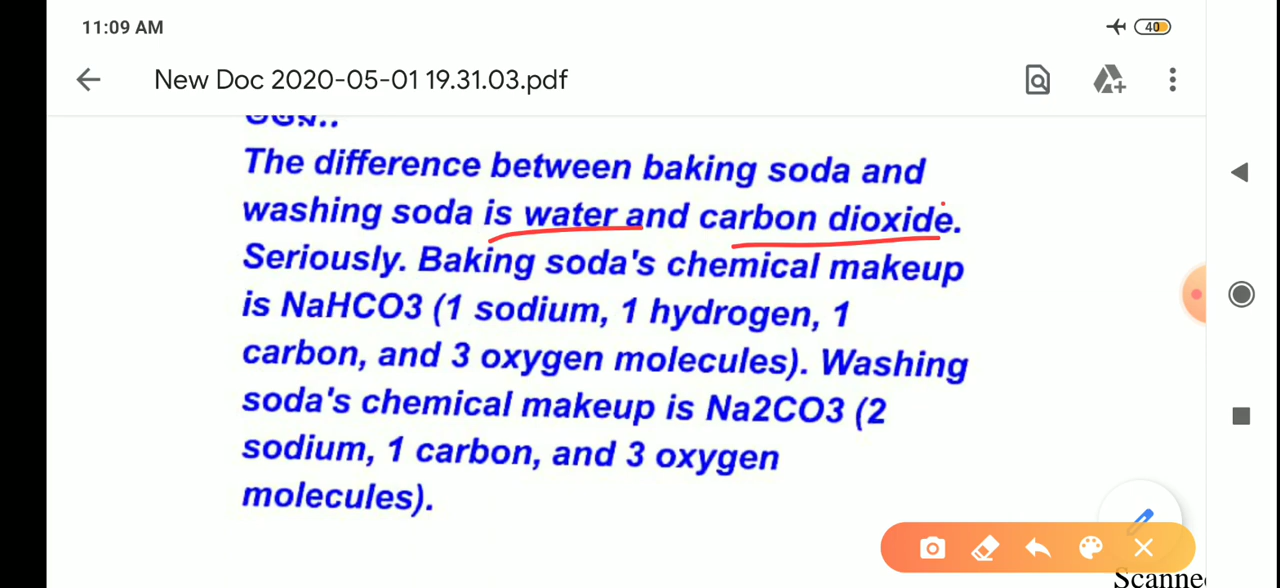 11:09 AM
40
New Doc 2020-05-01 19.31.03.pdf
The difference between baking soda and
washing soda is water and carbon dioxide.
Seriously. Baking soda's chemical makeup
is NaHCO3 (1 sodium, 1 hydrogen, 1
carbon, and 3 oxygen molecules). Washing
soda's chemical makeup is Na2CO3 (2
sodium, 1 carbon, and 3 oxygen
molecules).
Scanne